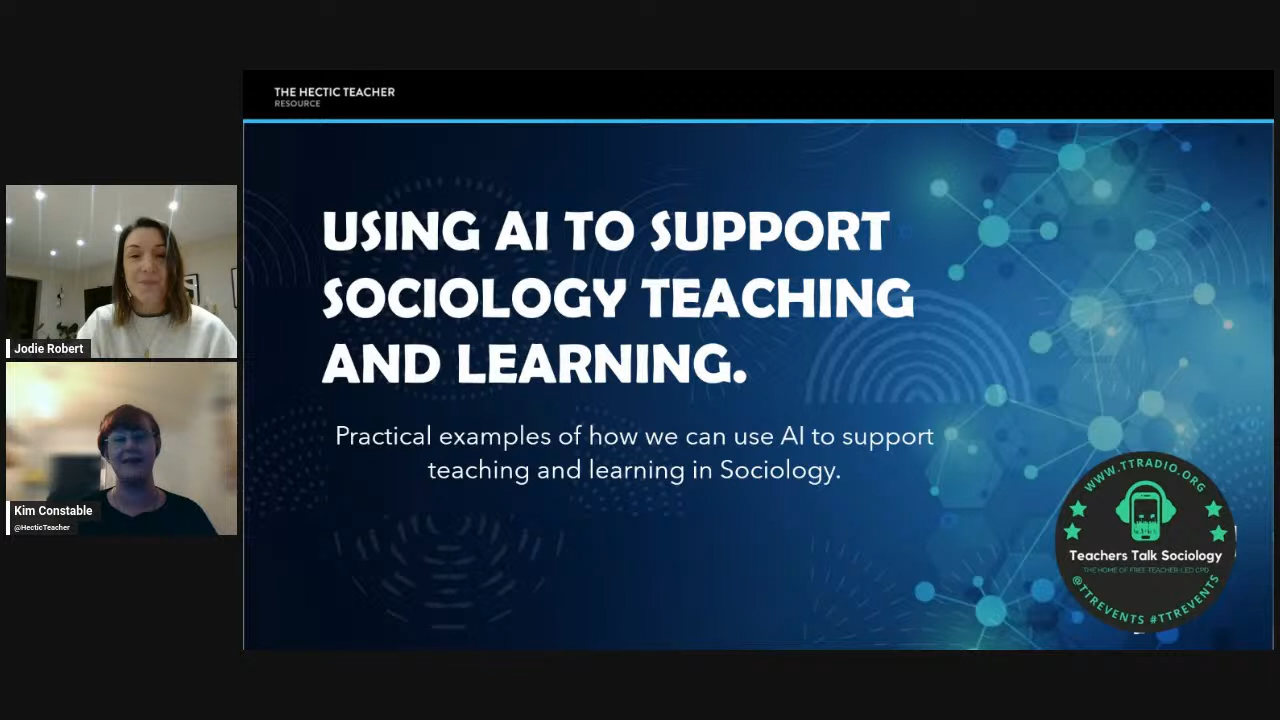 THE HECTIC TEACHER
RESOURCE
USING AI TO SUPPORT
SOCIOLOGY TEACHING
AND LEARNING.
Practical examples of how we can use AI to support
teaching and learning in Sociology.
Jodie Robert
Kim Constable
@HecticTeacher
WWW.TTRADIO.ORG
Teachers Talk Sociology
THE HOME OF FREE TEACHER-LED CPD
@TTREVENTS #TTREVENTS